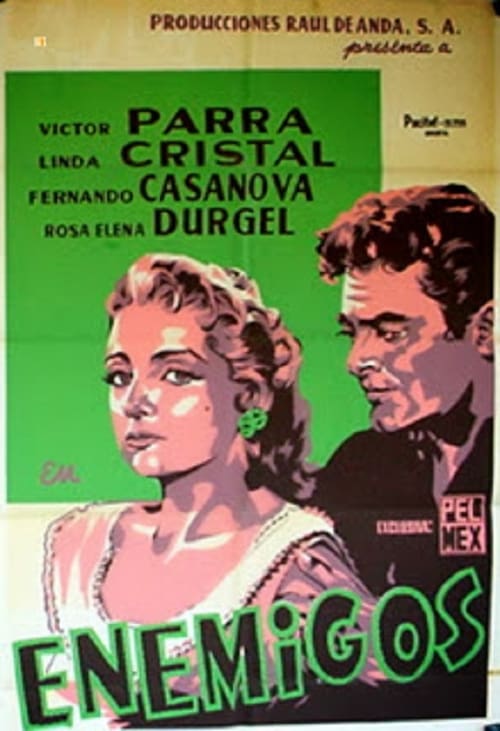 PRODUCCIONES RAUL DE ANDA, S. A.
presenta a
VICTOR PARRA
LINDA CRISTAL
FERNANDO CASANOVA
ROSA ELENA DURGEL
EM.
EXCLUSIVA:
PEL
MEX
ENEMIGOS